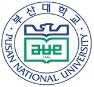 부산대학교
PUSAN NATIONAL UNIVERSITY